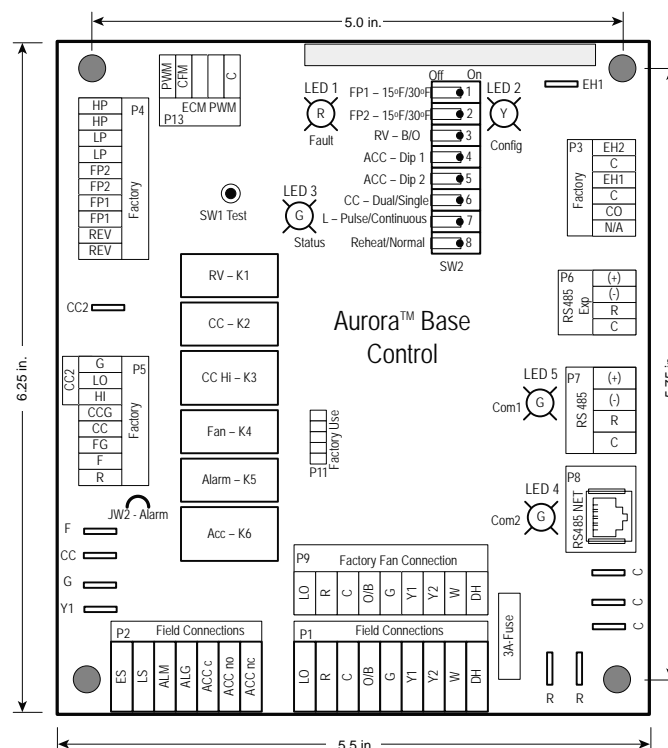 5.0 in.
6.25 in.
5.75 in.
5.5 in.
HP
HP
LP
LP
FP2
FP2
FP1
FP1
REV
REV
P4
Factory
PWM
CFM
C
ECM PWM
P13
LED 1
R
Fault
SW1 Test
LED 3
G
Status
Off
On
FP1 – 15ºF/30ºF
1
FP2 – 15ºF/30ºF
2
RV – B/O
3
ACC – Dip 1
4
ACC – Dip 2
5
CC – Dual/Single
6
L – Pulse/Continuous
7
Reheat/Normal
8
SW2
LED 2
Y
Config
EH1
P3
Factory
EH2
C
EH1
C
CO
N/A
CC2
RV – K1
CC – K2
CC Hi – K3
Fan – K4
Alarm – K5
Acc – K6
Aurora™ Base
Control
P6
RS485
Exp
(+)
(-)
R
C
CC2
G
LO
HI
CCG
CC
FG
F
R
P5
Factory
P11
Factory Use
LED 5
Com1
G
P7
RS 485
(+)
(-)
R
C
LED 4
Com2
G
P8
RS485 NET
JW2 - Alarm
F
CC
G
Y1
P9
Factory Fan Connection
LO
R
C
O/B
G
Y1
Y2
W
DH
C
C
C
3A-Fuse
P2
Field Connections
ES
LS
ALM
ALG
ACC c
ACC no
ACC nc
P1
Field Connections
LO
R
C
O/B
G
Y1
Y2
W
DH
R
R